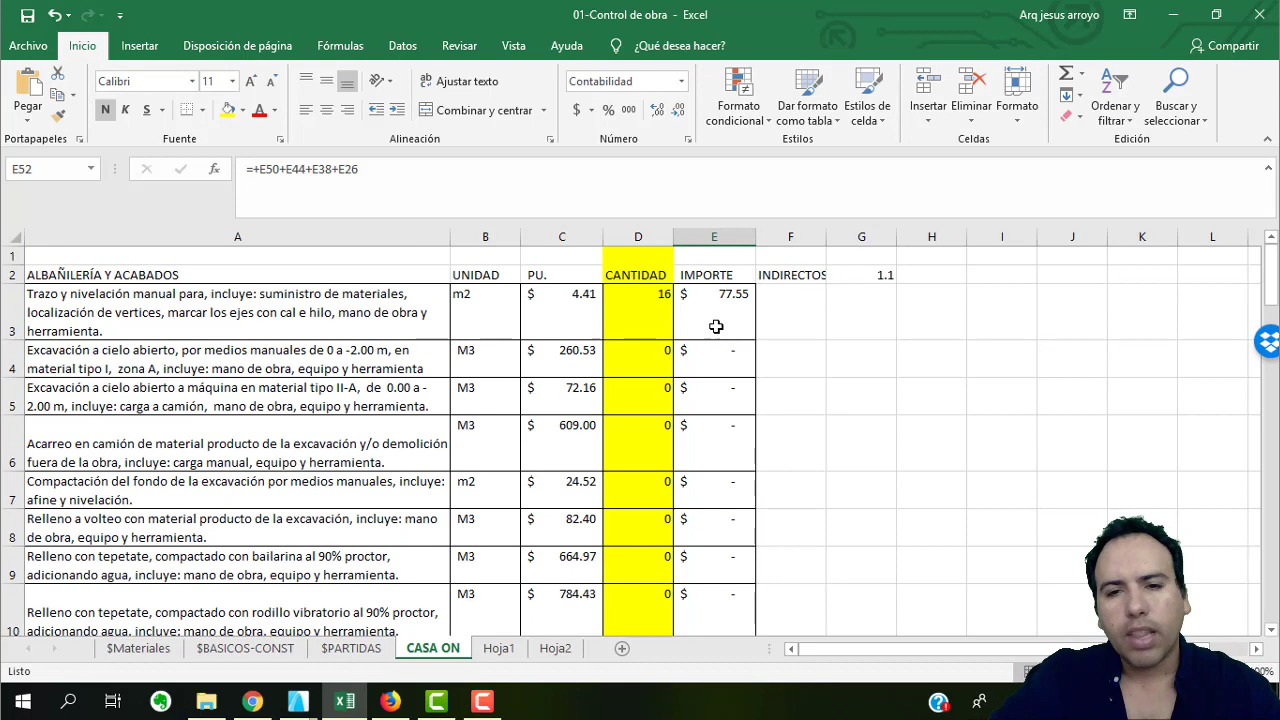 01-Control de obra - Excel
Arq jesus arroyo
Archivo Inicio Insertar Disposición de página Fórmulas Datos Revisar Vista Ayuda ¿Qué desea hacer? Compartir
Calibri 11 Ajustar texto Contabilidad
Pegar N K S Combinar y centrar $ % 000 Formato condicional Dar formato como tabla Estilos de celda Insertar Eliminar Formato Ordenar y filtrar Buscar y seleccionar
Portapapeles Fuente Alineación Número Estilos Celdas Edición
E52 fx =+E50+E44+E38+E26
A B C D E F G H I J K L
1
2 ALBAÑILERÍA Y ACABADOS UNIDAD PU. CANTIDAD IMPORTE INDIRECTOS 1.1
Trazo y nivelación manual para, incluye: suministro de materiales, m2 $ 4.41 16 $ 77.55
localización de vertices, marcar los ejes con cal e hilo, mano de obra y
3 herramienta.
Excavación a cielo abierto, por medios manuales de 0 a -2.00 m, en M3 $ 260.53 0 $ -
4 material tipo I, zona A, incluye: mano de obra, equipo y herramienta
Excavación a cielo abierto a máquina en material tipo II-A, de 0.00 a - M3 $ 72.16 0 $ -
5 2.00 m, incluye: carga a camión, mano de obra, equipo y herramienta.
M3 $ 609.00 0 $ -
Acarreo en camión de material producto de la excavación y/o demolición
6 fuera de la obra, incluye: carga manual, equipo y herramienta.
Compactación del fondo de la excavación por medios manuales, incluye: m2 $ 24.52 0 $ -
7 afine y nivelación.
Relleno a volteo con material producto de la excavación, incluye: mano M3 $ 82.40 0 $ -
8 de obra, equipo y herramienta.
Relleno con tepetate, compactado con bailarina al 90% proctor, M3 $ 664.97 0 $ -
9 adicionando agua, incluye: mano de obra, equipo y herramienta.
M3 $ 784.43 0 $ -
Relleno con tepetate, compactado con rodillo vibratorio al 90% proctor,
10 adicionando agua, incluye: mano de obra, equipo y herramienta.
$Materiales $BASICOS-CONST $PARTIDAS CASA ON Hoja1 Hoja2
Listo